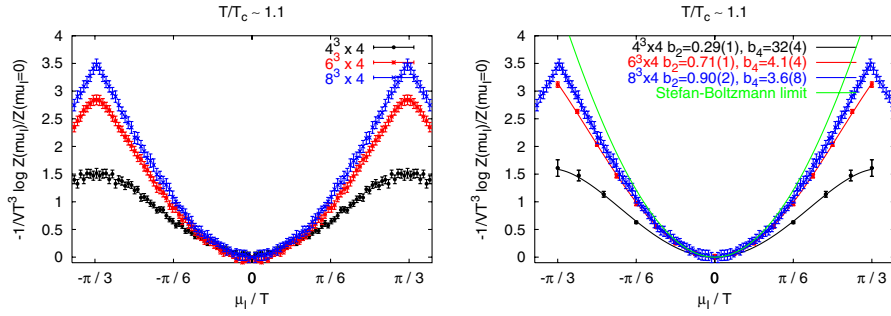 T/T_c ~ 1.1
-1/VT^3 log Z(mu_I)/Z(mu_I=0)
4
3.5
3
2.5
2
1.5
1
0.5
0
4^3 x 4
6^3 x 4
8^3 x 4
-π / 3
-π / 6
0
π / 6
π / 3
μ_I / T
T/T_c ~ 1.1
-1/VT^3 log Z(mu_I)/Z(mu_I=0)
4
3.5
3
2.5
2
1.5
1
0.5
0
4^3x4 b_2=0.29(1), b_4=32(4)
6^3x4 b_2=0.71(1), b_4=4.1(4)
8^3x4 b_2=0.90(2), b_4=3.6(8)
Stefan-Boltzmann limit
-π / 3
-π / 6
0
π / 6
π / 3
μ_I / T